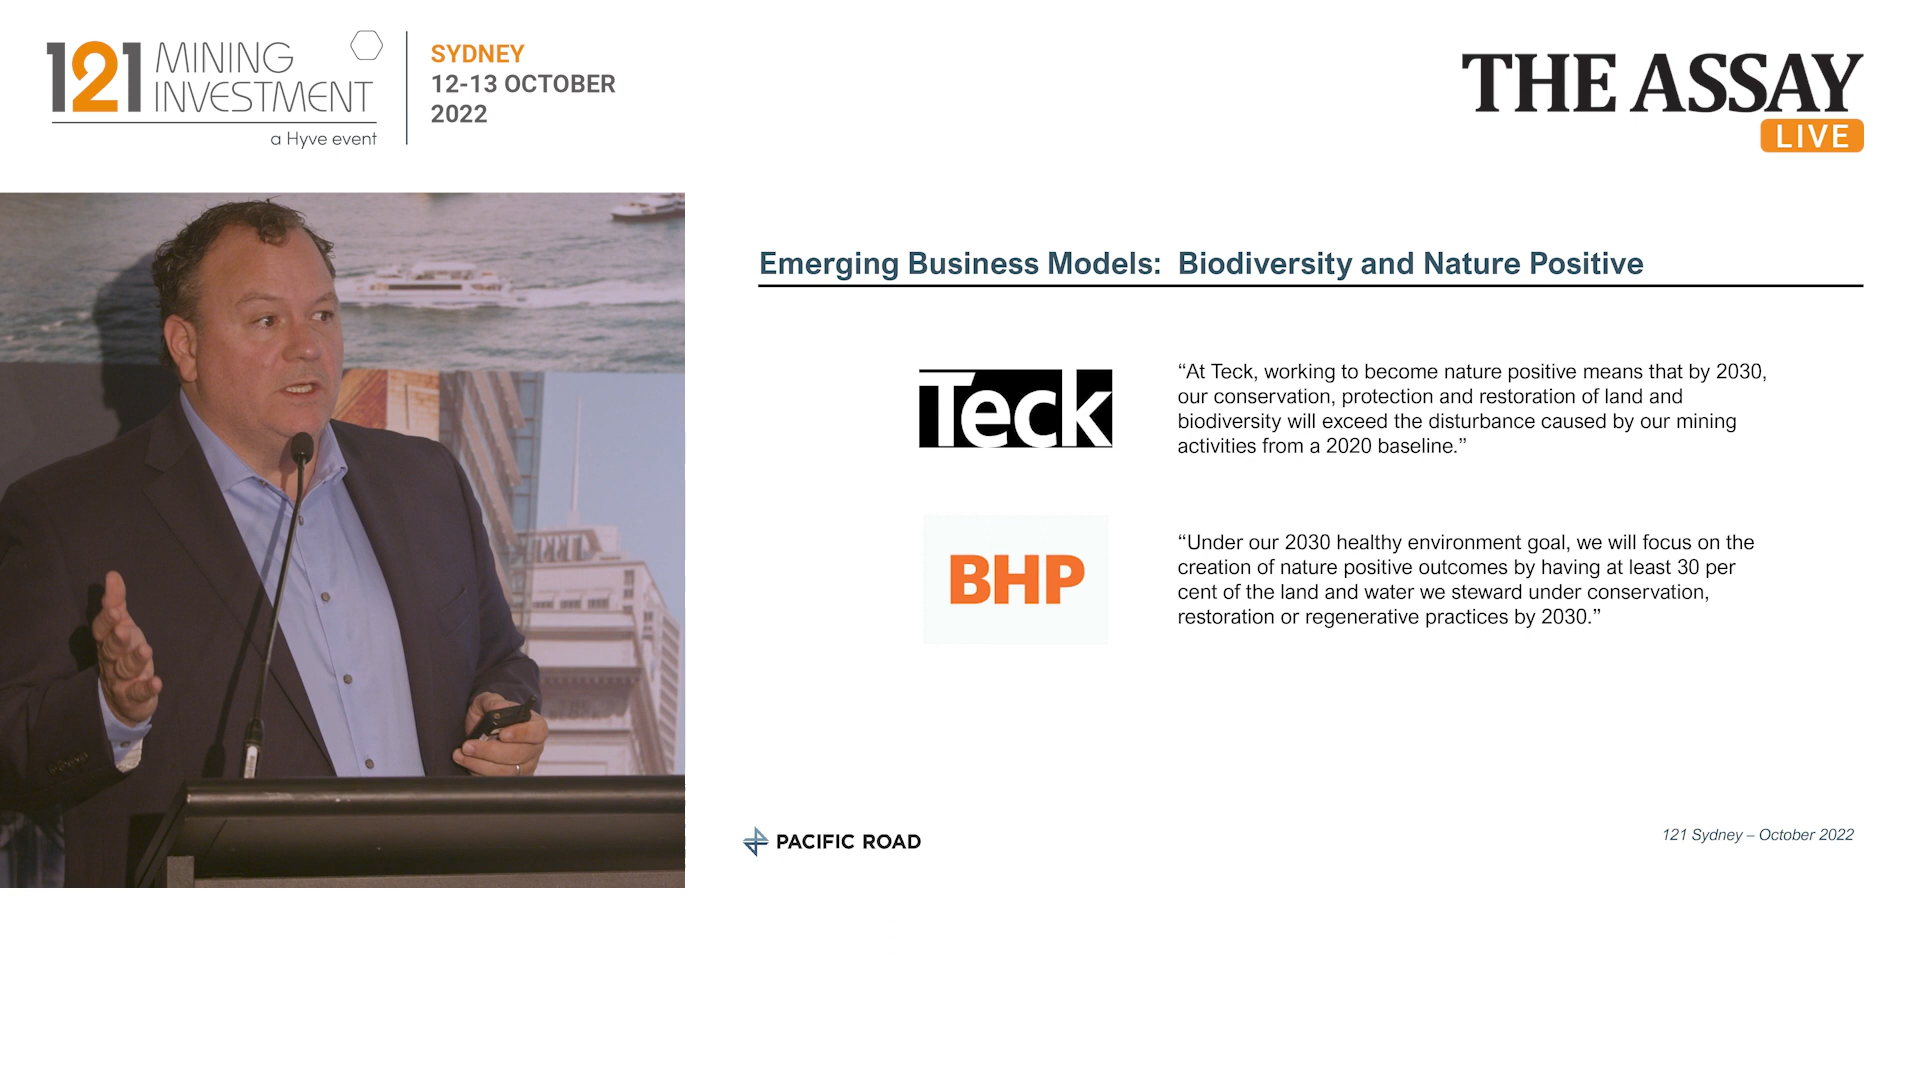 121 MINING INVESTMENT
a Hyve event
SYDNEY
12-13 OCTOBER
2022
THE ASSAY
LIVE
Emerging Business Models: Biodiversity and Nature Positive
Teck
“At Teck, working to become nature positive means that by 2030,
our conservation, protection and restoration of land and
biodiversity will exceed the disturbance caused by our mining
activities from a 2020 baseline.”
BHP
“Under our 2030 healthy environment goal, we will focus on the
creation of nature positive outcomes by having at least 30 per
cent of the land and water we steward under conservation,
restoration or regenerative practices by 2030.”
PACIFIC ROAD
121 Sydney – October 2022